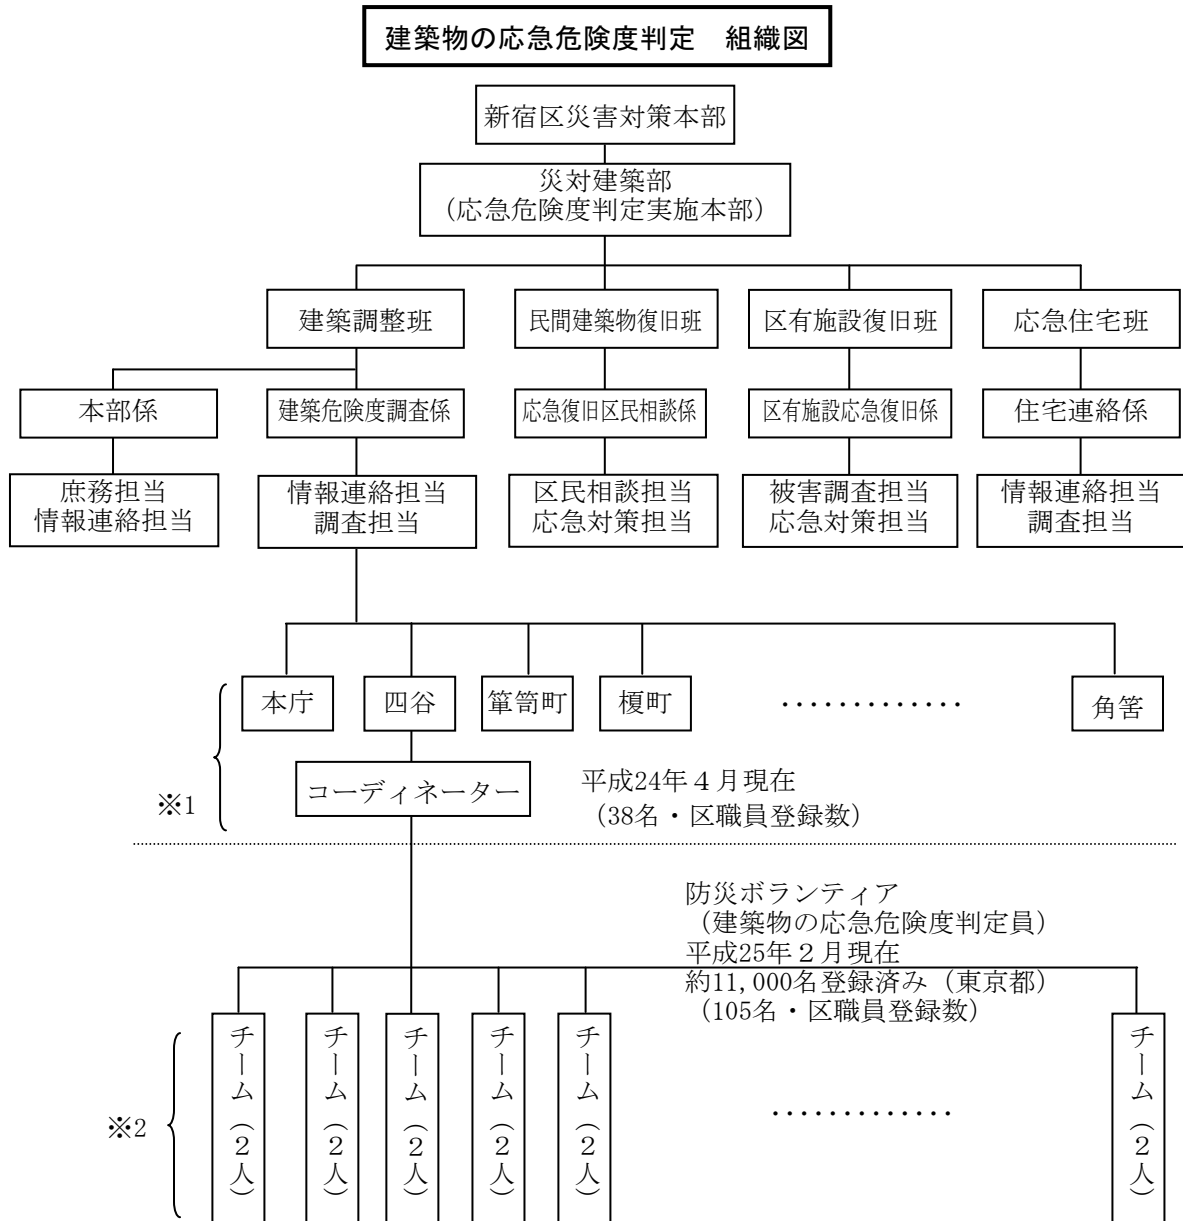 建築物の応急危険度判定　組織図
新宿区災害対策本部
災対建築部
（応急危険度判定実施本部）
建築調整班
民間建築物復旧班
区有施設復旧班
応急住宅班
本部係
建築危険度調査係
応急復旧区民相談係
区有施設応急復旧係
住宅連絡係
庶務担当
情報連絡担当
情報連絡担当
調査担当
区民相談担当
応急対策担当
被害調査担当
応急対策担当
情報連絡担当
調査担当
本庁
四谷
箪笥町
榎町
・・・・・・・・・・・・・
角筈
※1
コーディネーター
平成24年４月現在
（38名・区職員登録数）
防災ボランティア
（建築物の応急危険度判定員）
平成25年２月現在
約11,000名登録済み（東京都）
（105名・区職員登録数）
※2
チーム（２人）
チーム（２人）
チーム（２人）
チーム（２人）
チーム（２人）
・・・・・・・・・・・・・
チーム（２人）